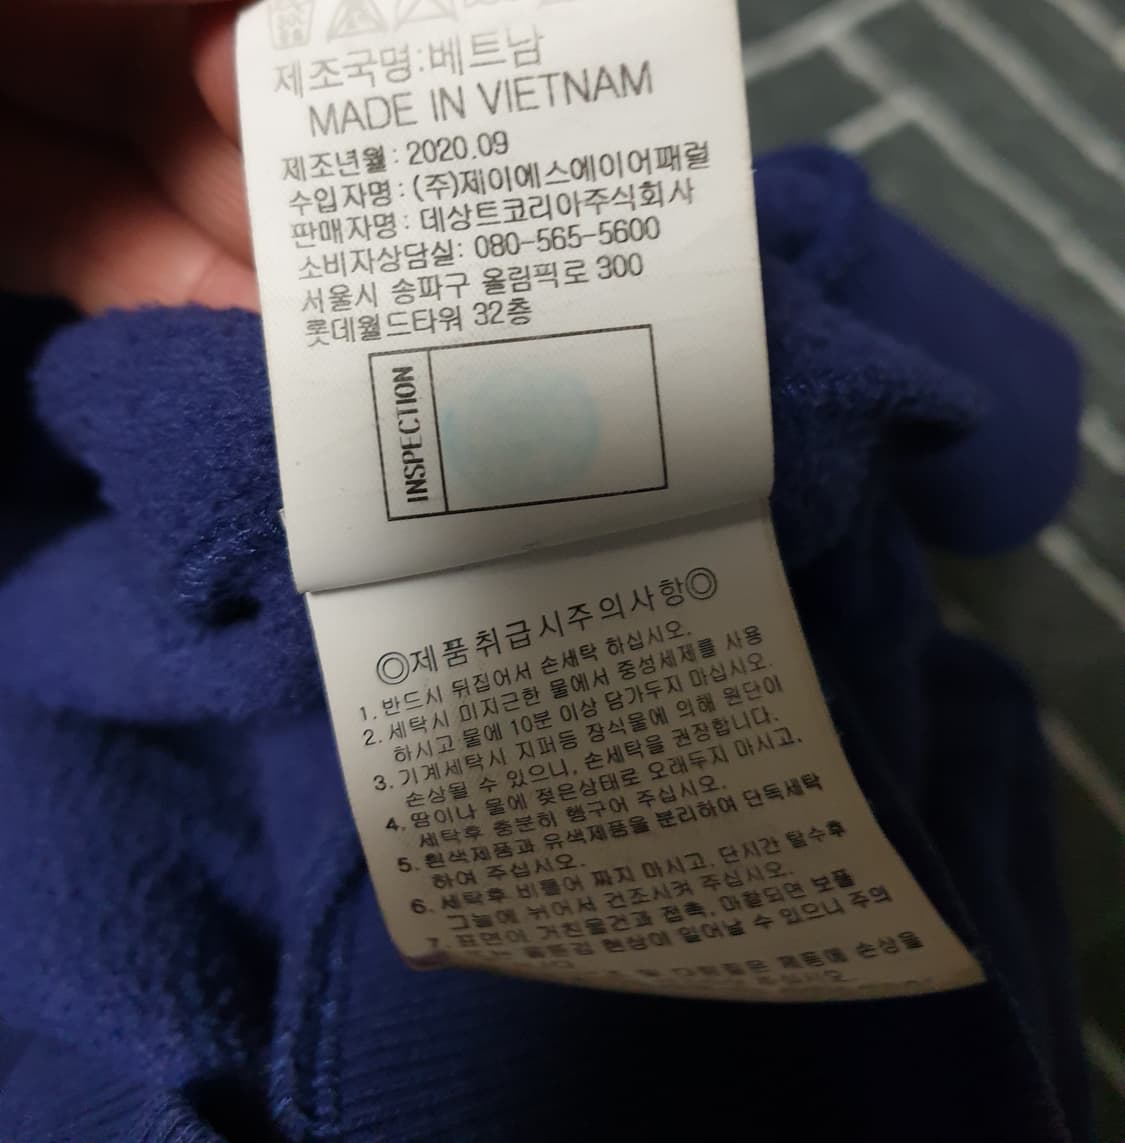 제조국명:베트남
MADE IN VIETNAM
제조년월: 2020.09
수입자명: (주)제이에스에이어패럴
판매자명: 데상트코리아주식회사
소비자상담실: 080-565-5600
서울시 송파구 올림픽로 300
롯데월드타워 32층
INSPECTION
◎제품취급시주의사항◎
1. 반드시 뒤집어서 손세탁 하십시오.
2. 세탁시 미지근한 물에서 중성세제를 사용
하시고 물에 10분 이상 담가두지 마십시오.
3. 기계세탁시 지퍼등 장식물에 의해 원단이
손상될 수 있으니, 손세탁을 권장합니다.
4. 땀이나 물에 젖은상태로 오래두지 마시고,
세탁후 충분히 헹구어 주십시오.
5. 흰색제품과 유색제품을 분리하여 단독세탁
하여 주십시오.
6. 세탁후 비틀어 짜지 마시고, 단시간 탈수후
그늘에 뉘어서 건조시켜 주십시오.
7. 표면이 거친물건과 접촉, 마찰되면 보풀
뜯김 현상이 일어날 수 있으니 주의
제품에 손상을